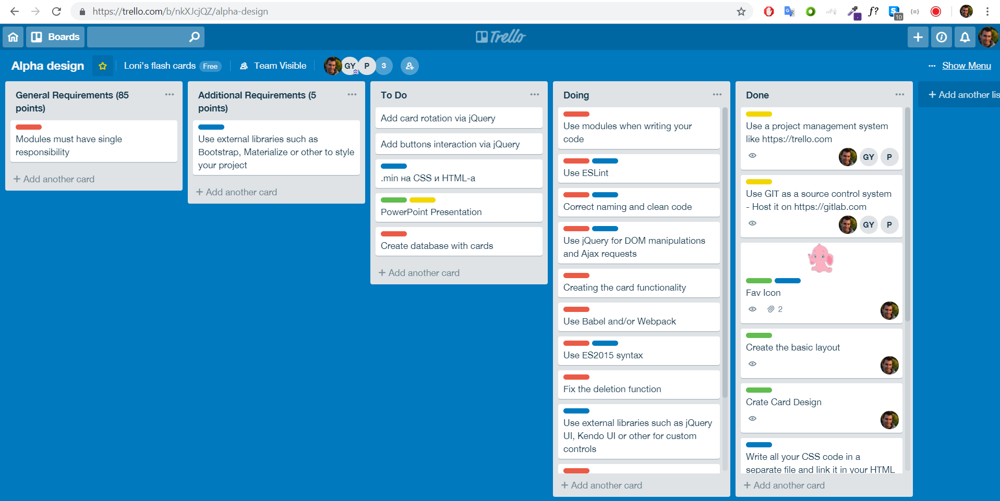 https://trello.com/b/nkXJcjQZ/alpha-design
f?
S
10
Boards
Trello
Alpha design
Loni's flash cards Free
Team Visible
GY P 3
... Show Menu
General Requirements (85
points)
Modules must have single
responsibility
+ Add another card
Additional Requirements (5
points)
Use external libraries such as
Bootstrap, Materialize or other to style
your project
+ Add another card
To Do
Add card rotation via jQuery
Add buttons interaction via jQuery
.min на CSS и HTML-а
PowerPoint Presentation
Create database with cards
+ Add another card
Doing
Use modules when writing your
code
Use ESLint
Correct naming and clean code
Use jQuery for DOM manipulations
and Ajax requests
Creating the card functionality
Use Babel and/or Webpack
Use ES2015 syntax
Fix the deletion function
Use external libraries such as jQuery
UI, Kendo UI or other for custom
controls
+ Add another card
Done
Use a project management system
like https://trello.com
GY P
Use GIT as a source control system
- Host it on https://gitlab.com
GY P
Fav Icon
2
Create the basic layout
Crate Card Design
Write all your CSS code in a
separate file and link it in your HTML
+ Add another card
+ Add another lis